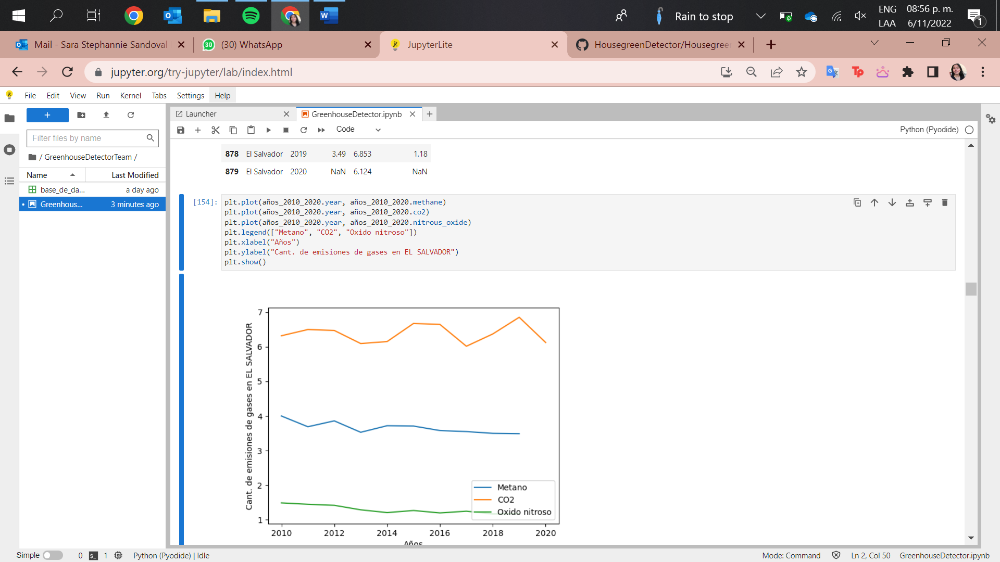 Rain to stop
ENG
LAA
08:56 p. m.
6/11/2022
1
Mail - Sara Stephannie Sandoval
30
(30) WhatsApp
JupyterLite
HousegreenDetector/Housegree
jupyter.org/try-jupyter/lab/index.html
File Edit View Run Kernel Tabs Settings Help
Launcher
GreenhouseDetector.ipynb
Code
Python (Pyodide)
Filter files by name
/ GreenhouseDetectorTeam /
Name Last Modified
base_de_da... a day ago
Greenhous... 3 minutes ago
878 El Salvador 2019 3.49 6.853 1.18
879 El Salvador 2020 NaN 6.124 NaN
[154]:
plt.plot(años_2010_2020.year, años_2010_2020.methane)
plt.plot(años_2010_2020.year, años_2010_2020.co2)
plt.plot(años_2010_2020.year, años_2010_2020.nitrous_oxide)
plt.legend(["Metano", "CO2", "Oxido nitroso"])
plt.xlabel("Años")
plt.ylabel("Cant. de emisiones de gases en EL SALVADOR")
plt.show()
Cant. de emisiones de gases en EL SALVADOR
7
6
5
4
3
2
1
Metano
CO2
Oxido nitroso
2010 2012 2014 2016 2018 2020
Años
Simple 0 1 Python (Pyodide) | Idle
Mode: Command Ln 2, Col 50 GreenhouseDetector.ipynb